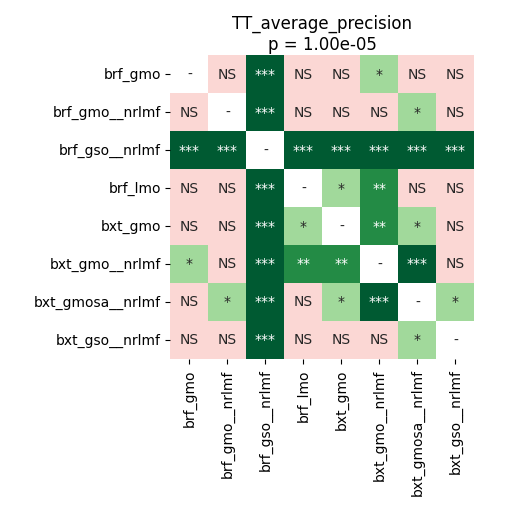 TT_average_precision
p = 1.00e-05
brf_gmo - NS *** NS NS * NS NS
brf_gmo__nrlmf NS - *** NS NS NS * NS
brf_gso__nrlmf *** *** - *** *** *** *** ***
brf_lmo NS NS *** - * ** NS NS
bxt_gmo NS NS *** * - ** * NS
bxt_gmo__nrlmf * NS *** ** ** - *** NS
bxt_gmosa__nrlmf NS * *** NS * *** - *
bxt_gso__nrlmf NS NS *** NS NS NS * -
brf_gmo
brf_gmo__nrlmf
brf_gso__nrlmf
brf_lmo
bxt_gmo
bxt_gmo__nrlmf
bxt_gmosa__nrlmf
bxt_gso__nrlmf